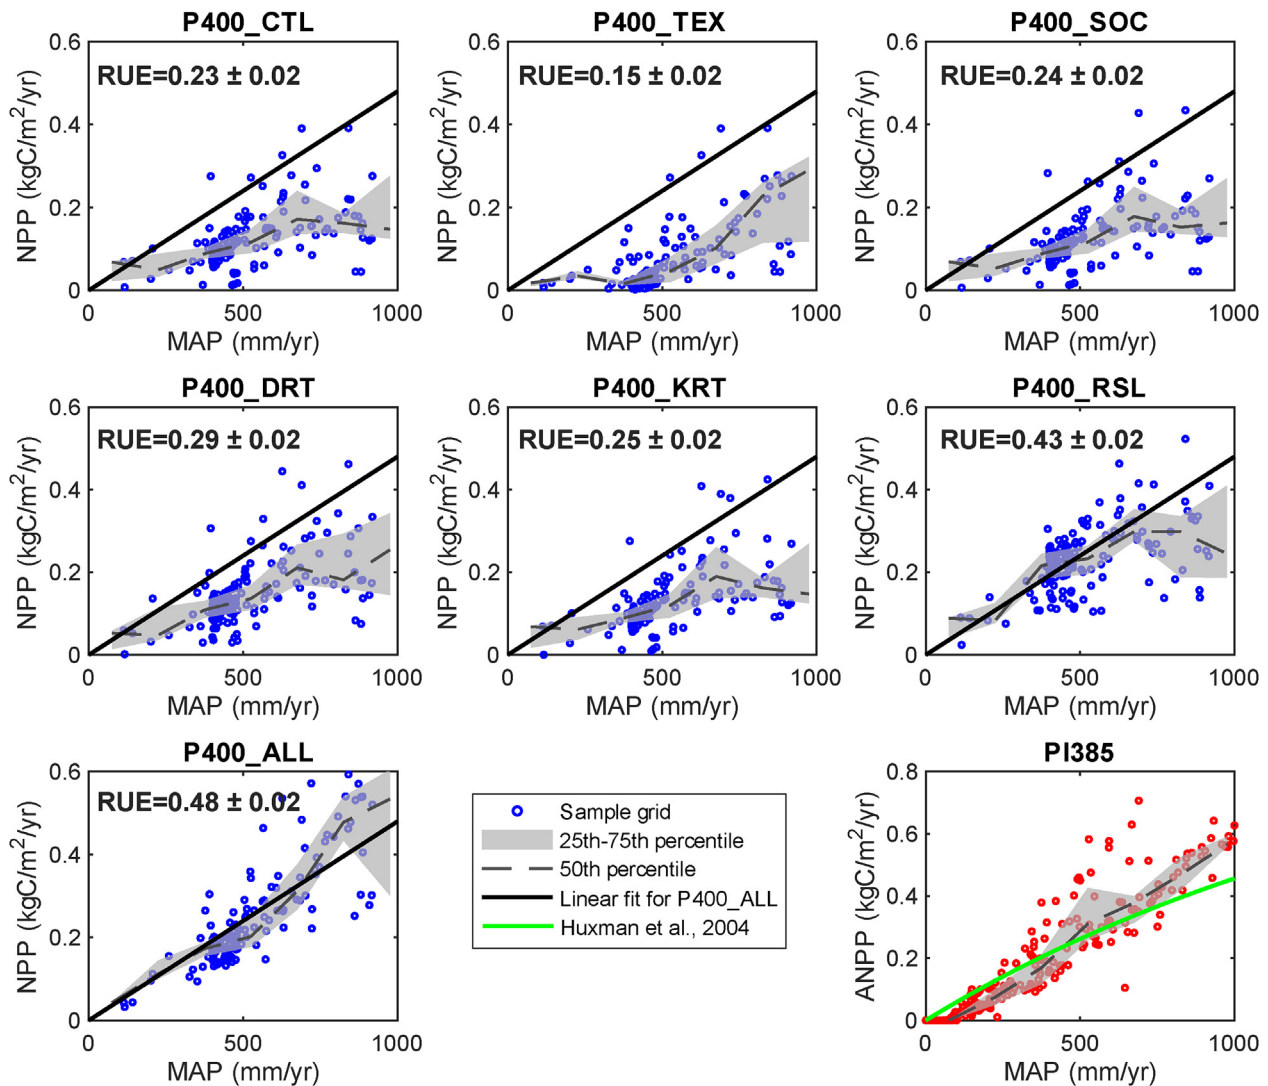 P400_CTL
0.6
0.4
0.2
0
NPP (kgC/m²/yr)
RUE=0.23 ± 0.02
0
500
1000
MAP (mm/yr)
P400_TEX
0.6
0.4
0.2
0
NPP (kgC/m²/yr)
RUE=0.15 ± 0.02
0
500
1000
MAP (mm/yr)
P400_SOC
0.6
0.4
0.2
0
NPP (kgC/m²/yr)
RUE=0.24 ± 0.02
0
500
1000
MAP (mm/yr)
P400_DRT
0.6
0.4
0.2
0
NPP (kgC/m²/yr)
RUE=0.29 ± 0.02
0
500
1000
MAP (mm/yr)
P400_KRT
0.6
0.4
0.2
0
NPP (kgC/m²/yr)
RUE=0.25 ± 0.02
0
500
1000
MAP (mm/yr)
P400_RSL
0.6
0.4
0.2
0
NPP (kgC/m²/yr)
RUE=0.43 ± 0.02
0
500
1000
MAP (mm/yr)
P400_ALL
0.6
0.4
0.2
0
NPP (kgC/m²/yr)
RUE=0.48 ± 0.02
0
500
1000
MAP (mm/yr)
Sample grid
25th-75th percentile
50th percentile
Linear fit for P400_ALL
Huxman et al., 2004
PI385
0.8
0.6
0.4
0.2
0
ANPP (kgC/m²/yr)
0
500
1000
MAP (mm/yr)